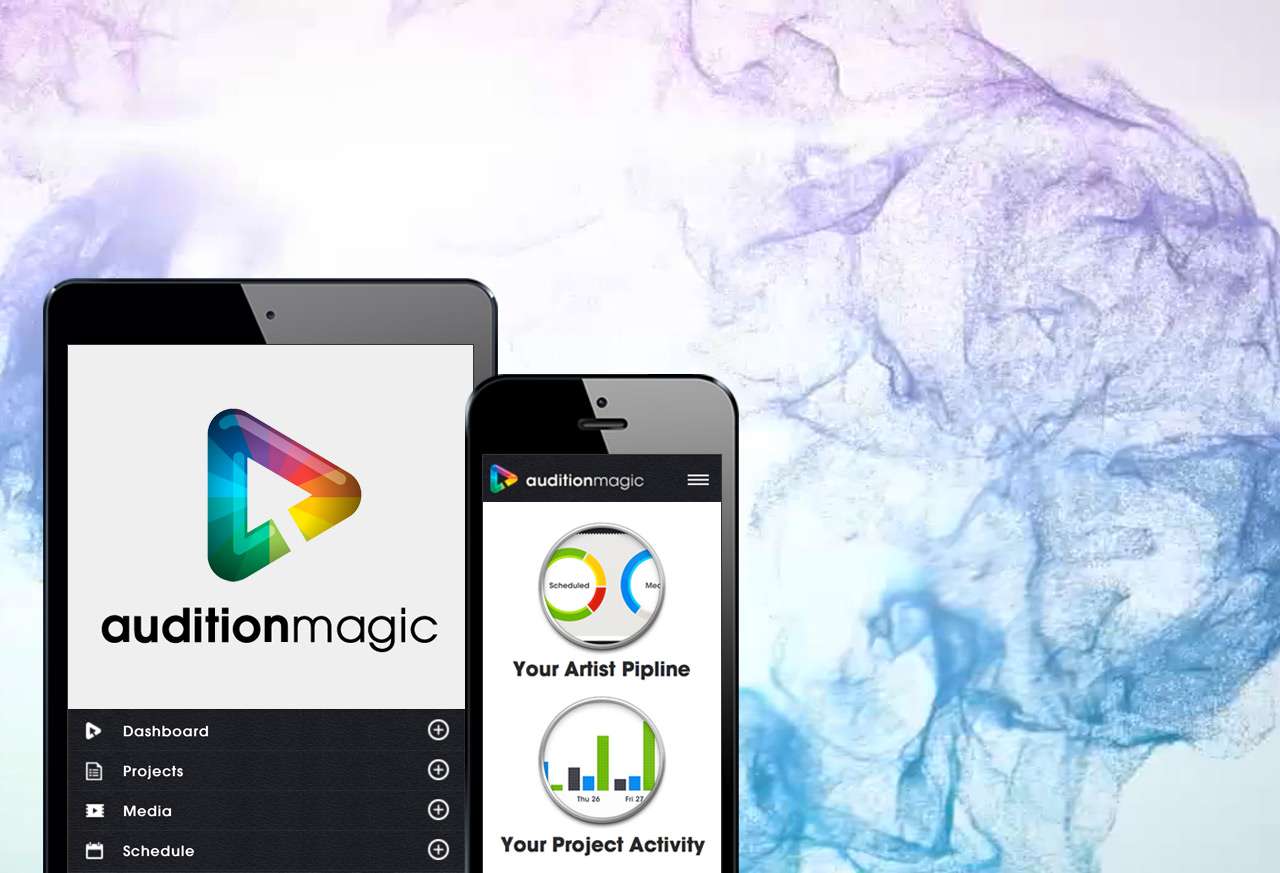 auditionmagic
Dashboard
Projects
Media
Schedule
auditionmagic
Scheduled
Your Artist Pipline
Thu 26
Fri 27
Your Project Activity